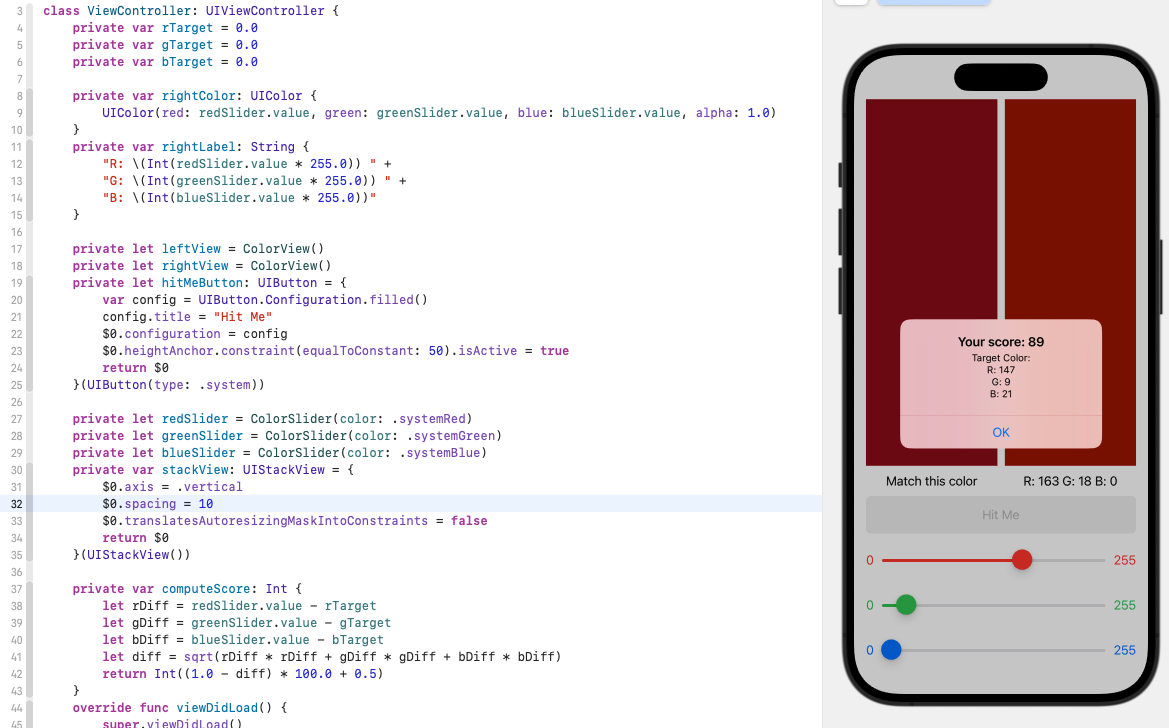 3 class ViewController: UIViewController {
4     private var rTarget = 0.0
5     private var gTarget = 0.0
6     private var bTarget = 0.0
7
8     private var rightColor: UIColor {
9         UIColor(red: redSlider.value, green: greenSlider.value, blue: blueSlider.value, alpha: 1.0)
10     }
11     private var rightLabel: String {
12         "R: \(Int(redSlider.value * 255.0)) " +
13         "G: \(Int(greenSlider.value * 255.0)) " +
14         "B: \(Int(blueSlider.value * 255.0))"
15     }
16
17     private let leftView = ColorView()
18     private let rightView = ColorView()
19     private let hitMeButton: UIButton = {
20         var config = UIButton.Configuration.filled()
21         config.title = "Hit Me"
22         $0.configuration = config
23         $0.heightAnchor.constraint(equalToConstant: 50).isActive = true
24         return $0
25     }(UIButton(type: .system))
26
27     private let redSlider = ColorSlider(color: .systemRed)
28     private let greenSlider = ColorSlider(color: .systemGreen)
29     private let blueSlider = ColorSlider(color: .systemBlue)
30     private var stackView: UIStackView = {
31         $0.axis = .vertical
32         $0.spacing = 10
33         $0.translatesAutoresizingMaskIntoConstraints = false
34         return $0
35     }(UIStackView())
36
37     private var computeScore: Int {
38         let rDiff = redSlider.value - rTarget
39         let gDiff = greenSlider.value - gTarget
40         let bDiff = blueSlider.value - bTarget
41         let diff = sqrt(rDiff * rDiff + gDiff * gDiff + bDiff * bDiff)
42         return Int((1.0 - diff) * 100.0 + 0.5)
43     }
44     override func viewDidLoad() {
45         super.viewDidLoad()
Your score: 89
Target Color:
R: 147
G: 9
B: 21
OK
Match this color R: 163 G: 18 B: 0
Hit Me
0 255
0 255
0 255